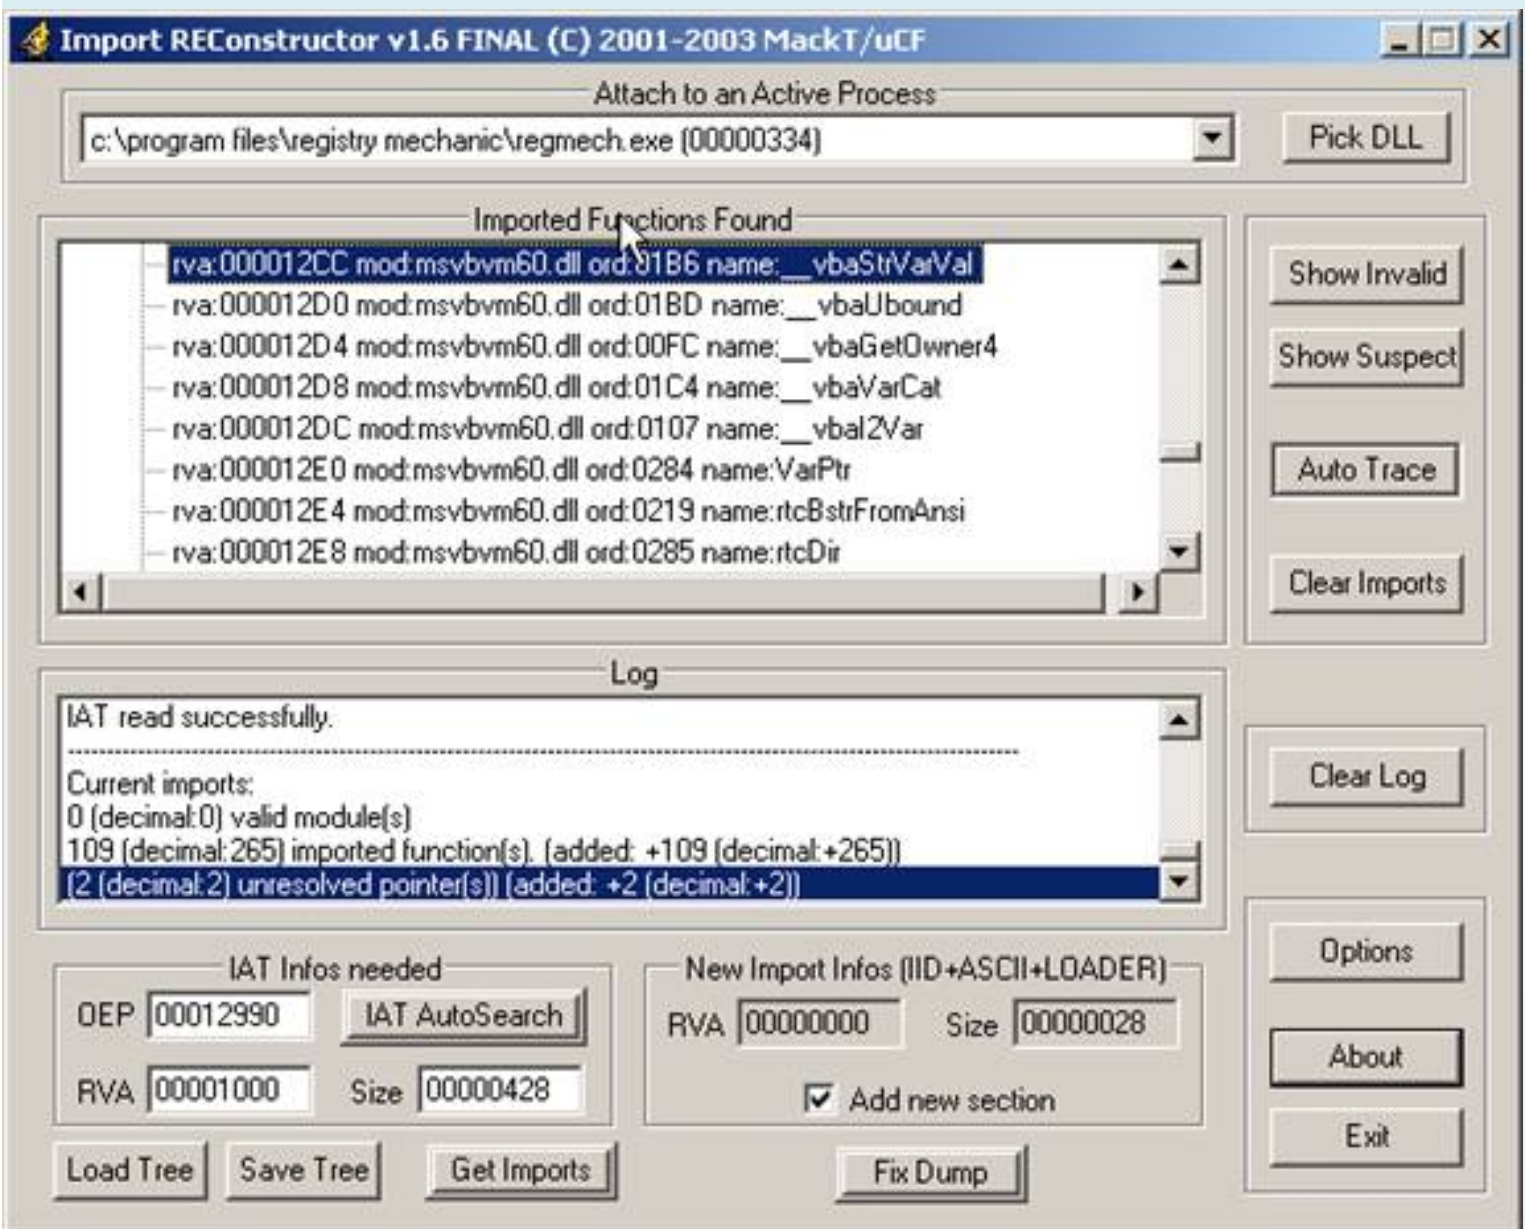 Import REConstructor v1.6 FINAL (C) 2001-2003 MackT/uCF
Attach to an Active Process
c:\program files\registry mechanic\regmech.exe (00000334)
Pick DLL
Imported Functions Found
rva:000012CC mod:msvbvm60.dll ord:01B6 name:__vbaStrVarVal
rva:000012D0 mod:msvbvm60.dll ord:01BD name:__vbaUbound
rva:000012D4 mod:msvbvm60.dll ord:00FC name:__vbaGetOwner4
rva:000012D8 mod:msvbvm60.dll ord:01C4 name:__vbaVarCat
rva:000012DC mod:msvbvm60.dll ord:0107 name:__vbaI2Var
rva:000012E0 mod:msvbvm60.dll ord:0284 name:VarPtr
rva:000012E4 mod:msvbvm60.dll ord:0219 name:rtcBstrFromAnsi
rva:000012E8 mod:msvbvm60.dll ord:0285 name:rtcDir
Show Invalid
Show Suspect
Auto Trace
Clear Imports
Log
IAT read successfully.
Current imports:
0 (decimal:0) valid module(s)
109 (decimal:265) imported function(s). (added: +109 (decimal:+265))
(2 (decimal:2) unresolved pointer(s)) (added: +2 (decimal:+2))
Clear Log
IAT Infos needed
OEP 00012990 IAT AutoSearch
RVA 00001000 Size 00000428
New Import Infos (IID+ASCII+LOADER)
RVA 00000000 Size 00000028
Add new section
Options
About
Exit
Load Tree Save Tree Get Imports Fix Dump